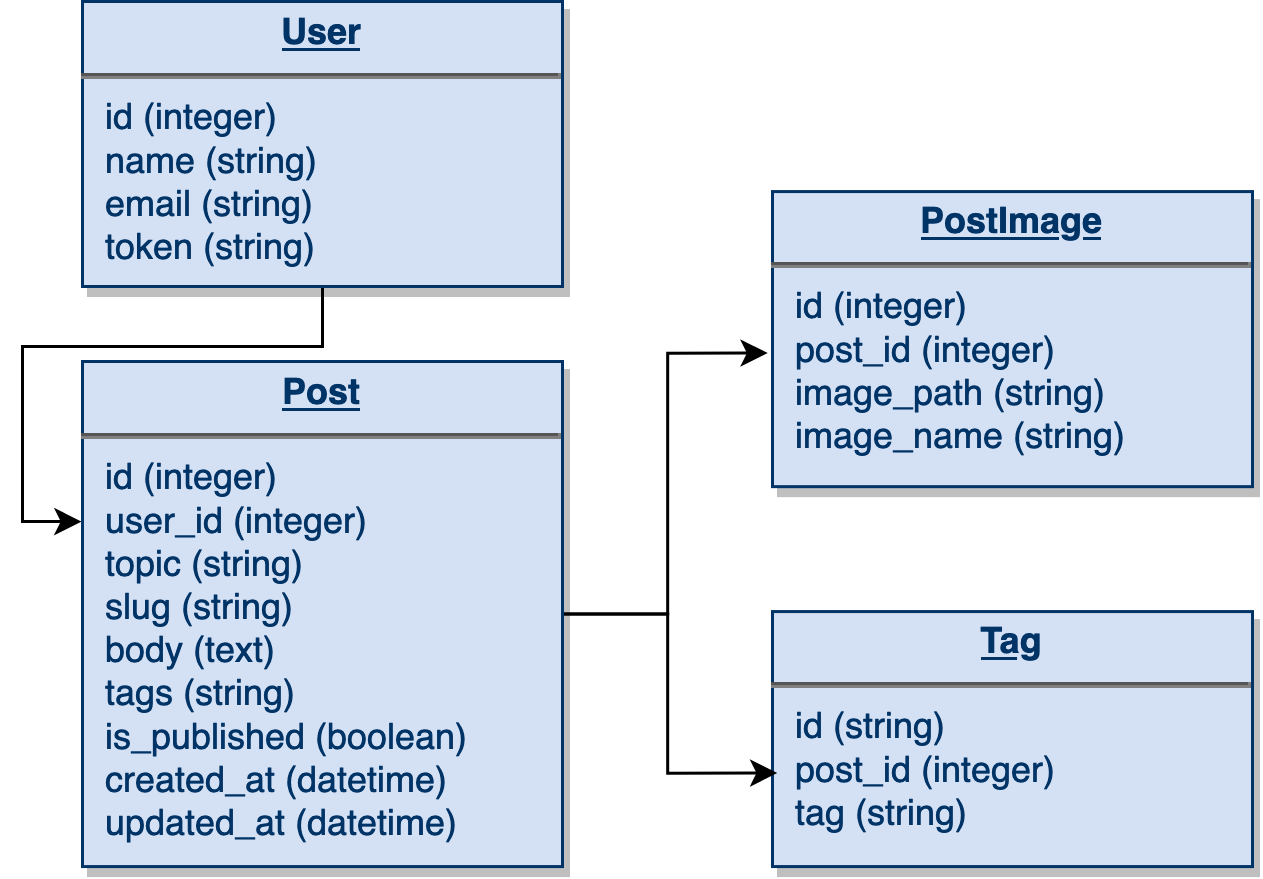 User
id (integer)
name (string)
email (string)
token (string)
Post
id (integer)
user_id (integer)
topic (string)
slug (string)
body (text)
tags (string)
is_published (boolean)
created_at (datetime)
updated_at (datetime)
PostImage
id (integer)
post_id (integer)
image_path (string)
image_name (string)
Tag
id (string)
post_id (integer)
tag (string)